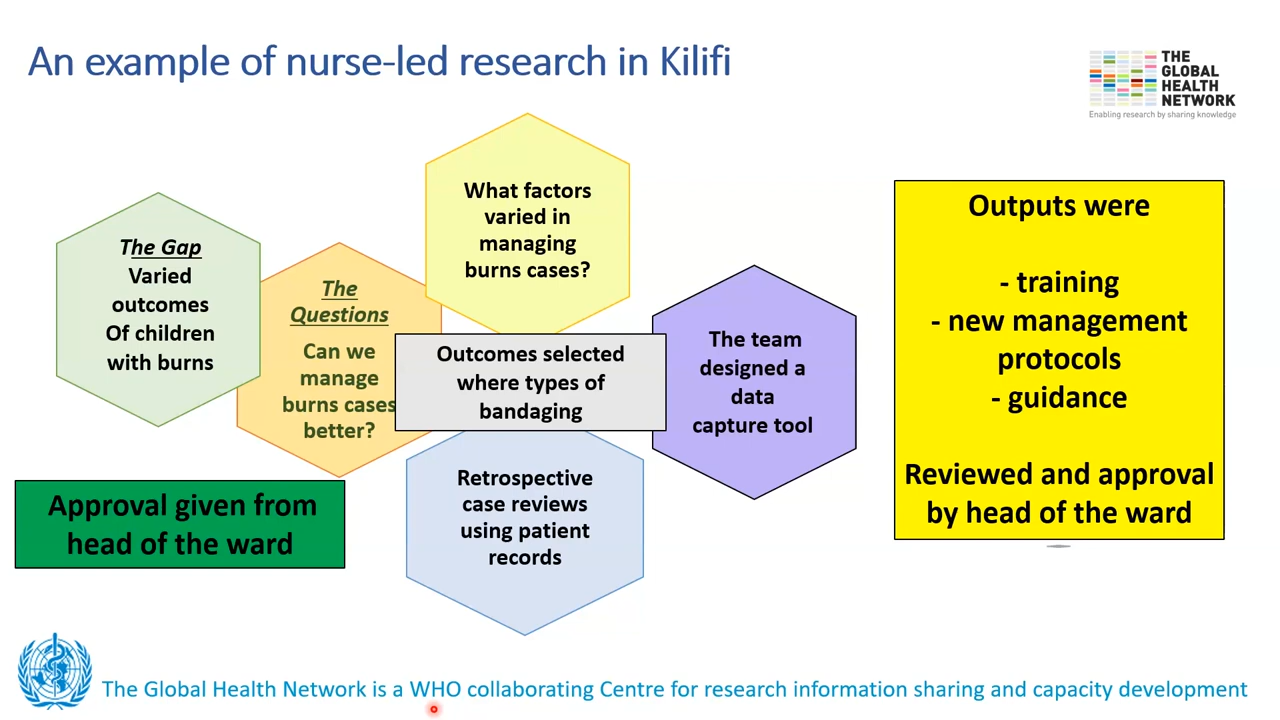 An example of nurse-led research in Kilifi
THE
GLOBAL
HEALTH
NETWORK
Enabling research by sharing knowledge
The Gap
Varied
outcomes
Of children
with burns
The
Questions
Can we
manage
burns cases
better?
What factors
varied in
managing
burns cases?
Outcomes selected
where types of
bandaging
Retrospective
case reviews
using patient
records
The team
designed a
data
capture tool
Outputs were
- training
- new management
protocols
- guidance
Reviewed and approval
by head of the ward
Approval given from
head of the ward
The Global Health Network is a WHO collaborating Centre for research information sharing and capacity development